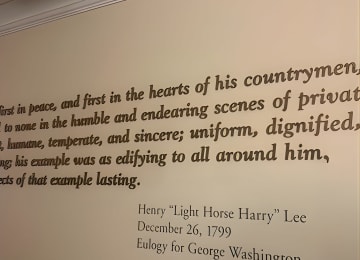 first in peace, and first in the hearts of his countrymen,
to none in the humble and endearing scenes of privat
humane, temperate, and sincere; uniform, dignified,
ng; his example was as edifying to all around him,
ects of that example lasting.
Henry "Light Horse Harry" Lee
December 26, 1799
Eulogy for George Washington